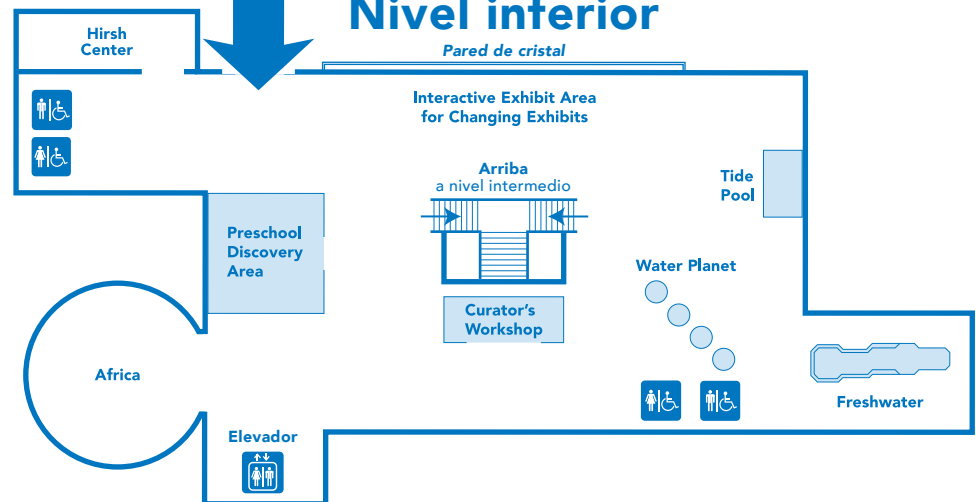 Nivel inferior
Hirsh
Center
Pared de cristal
Interactive Exhibit Area
for Changing Exhibits
Arriba
a nivel intermedio
Tide
Pool
Preschool
Discovery
Area
Water Planet
Curator's
Workshop
Africa
Freshwater
Elevador